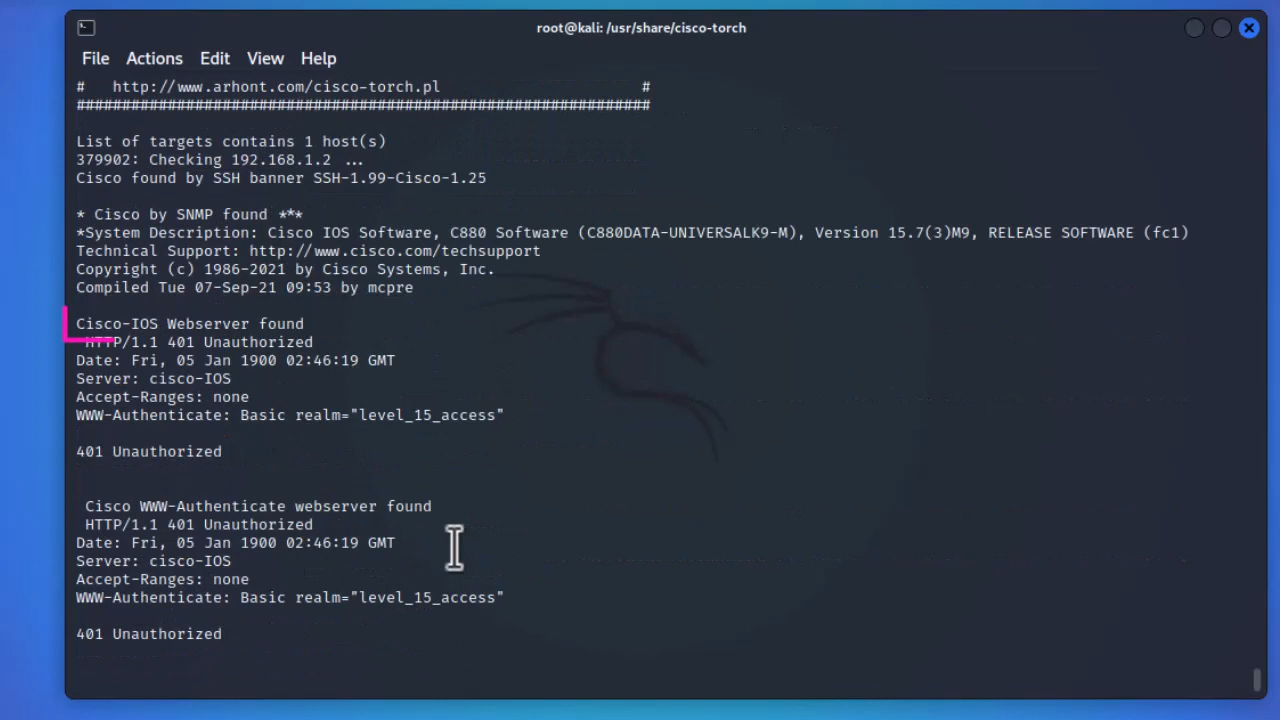 root@kali: /usr/share/cisco-torch
File Actions Edit View Help
# http://www.arhont.com/cisco-torch.pl #
###############################################################
List of targets contains 1 host(s)
379902: Checking 192.168.1.2 ...
Cisco found by SSH banner SSH-1.99-Cisco-1.25
* Cisco by SNMP found ***
*System Description: Cisco IOS Software, C880 Software (C880DATA-UNIVERSALK9-M), Version 15.7(3)M9, RELEASE SOFTWARE (fc1)
Technical Support: http://www.cisco.com/techsupport
Copyright (c) 1986-2021 by Cisco Systems, Inc.
Compiled Tue 07-Sep-21 09:53 by mcpre
Cisco-IOS Webserver found
HTTP/1.1 401 Unauthorized
Date: Fri, 05 Jan 1900 02:46:19 GMT
Server: cisco-IOS
Accept-Ranges: none
WWW-Authenticate: Basic realm="level_15_access"
401 Unauthorized
Cisco WWW-Authenticate webserver found
HTTP/1.1 401 Unauthorized
Date: Fri, 05 Jan 1900 02:46:19 GMT
Server: cisco-IOS
Accept-Ranges: none
WWW-Authenticate: Basic realm="level_15_access"
401 Unauthorized